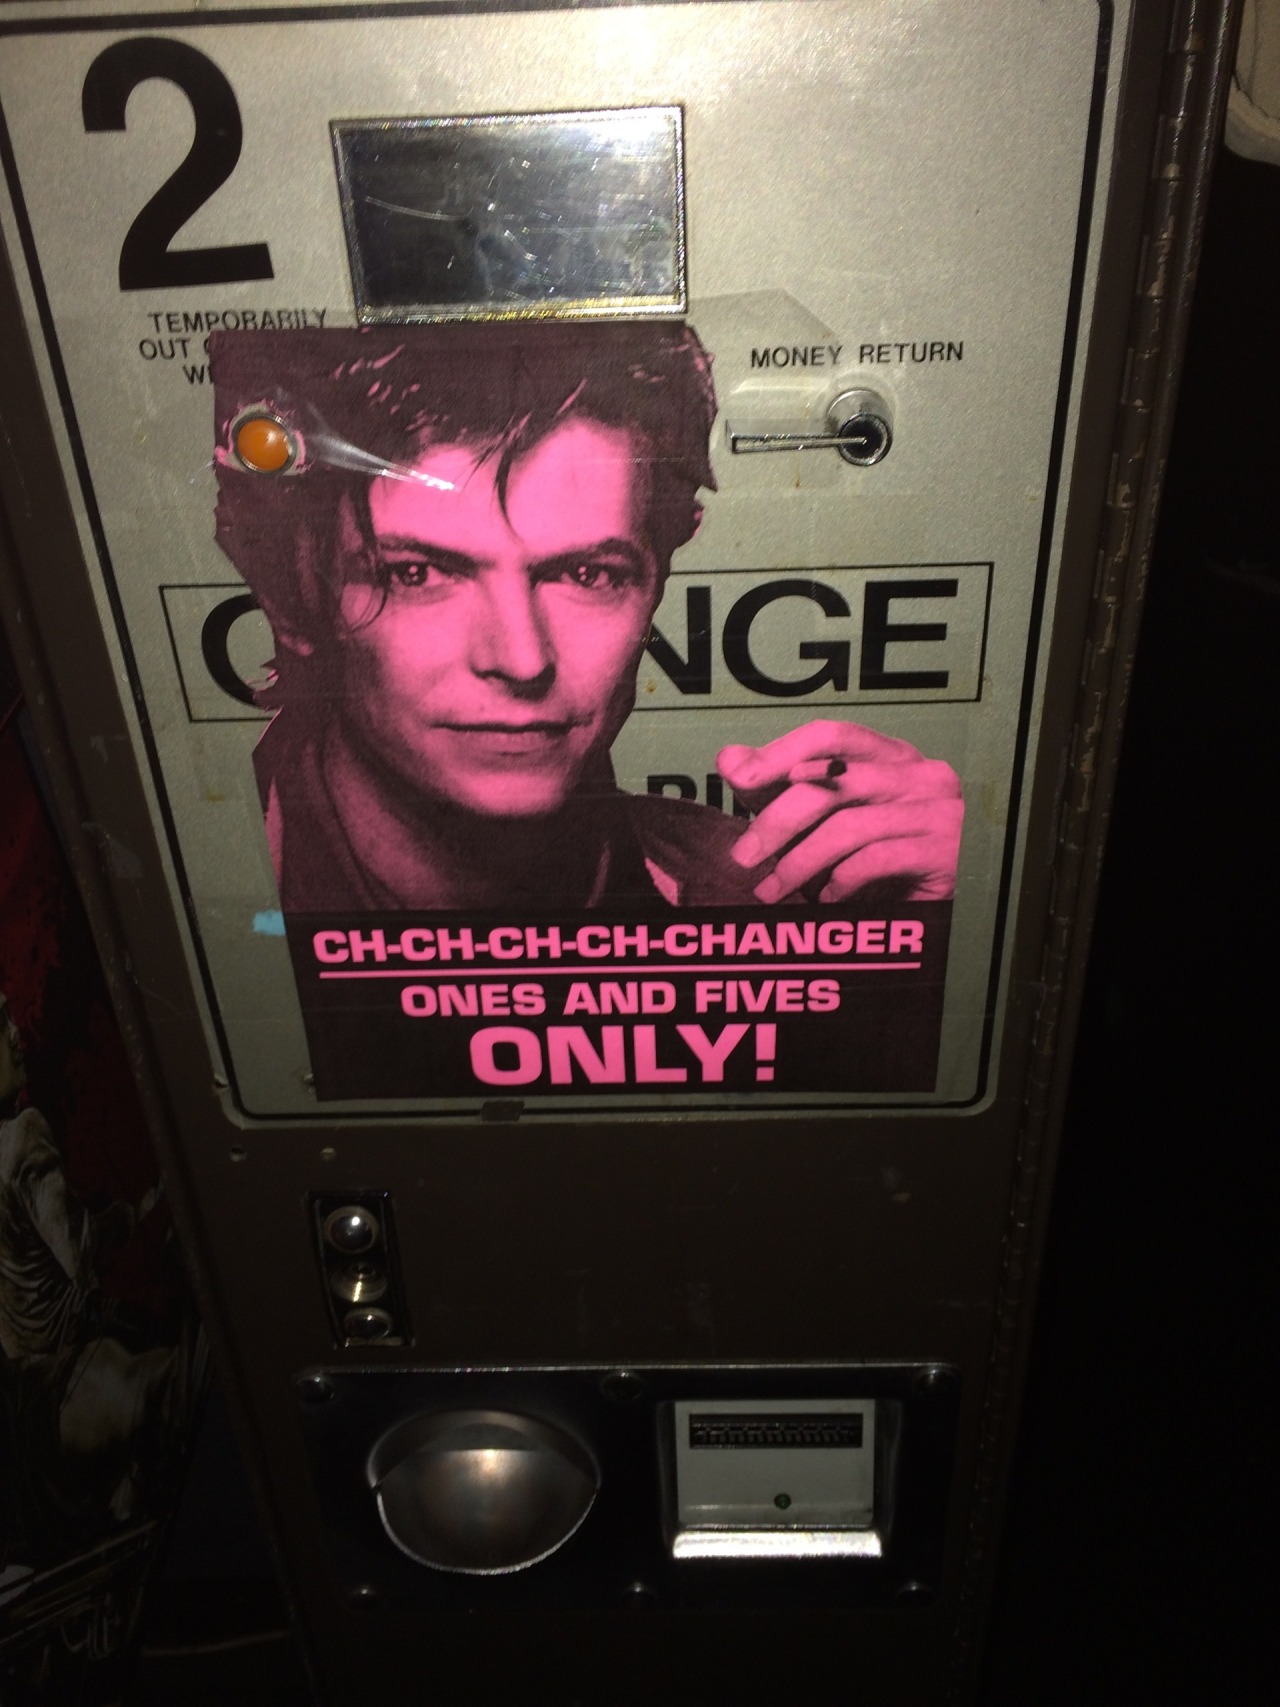 2
TEMPORARILY
OUT
MONEY RETURN
NGE
CH-CH-CH-CH-CHANGER
ONES AND FIVES
ONLY!